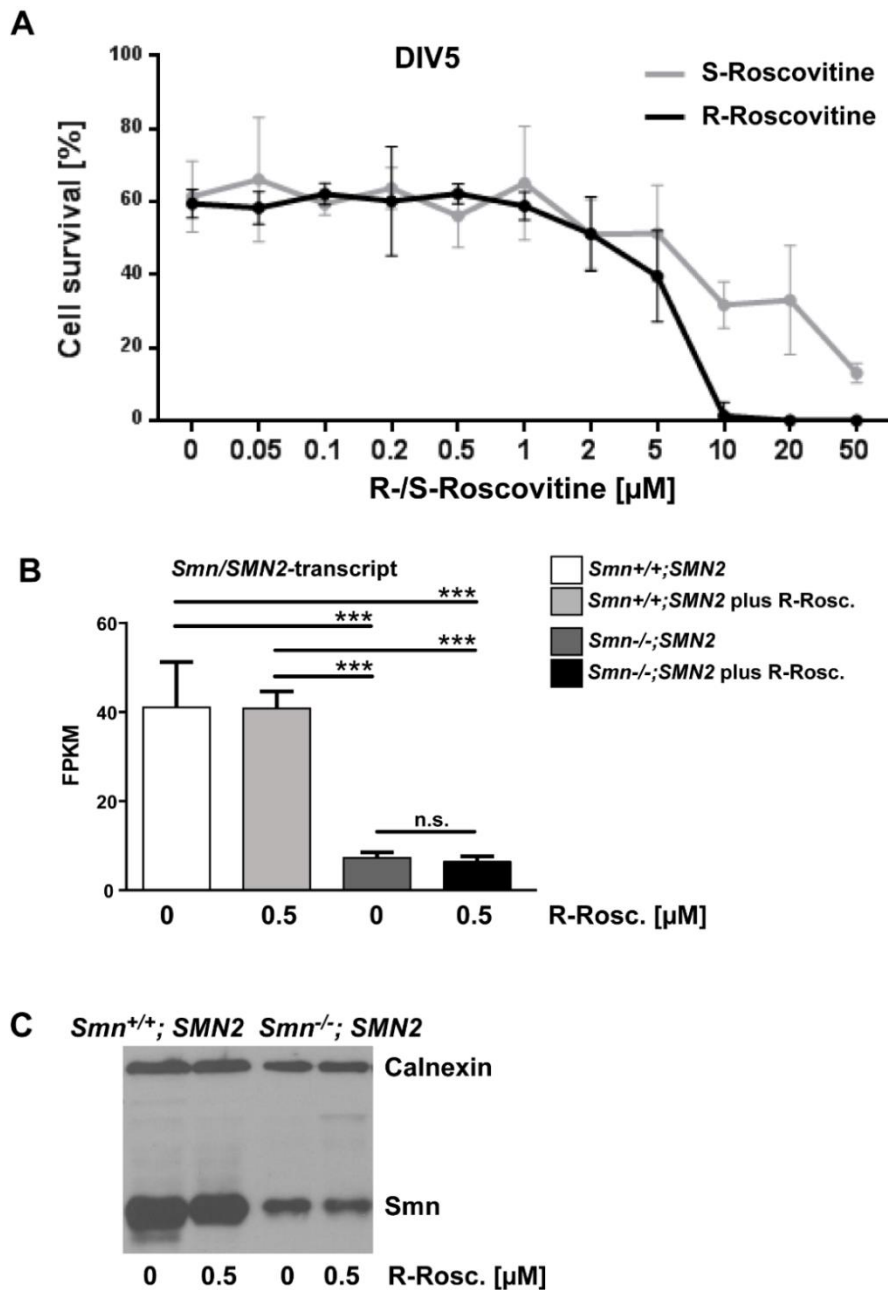 A
DIV5
S-Roscovitine
R-Roscovitine
Cell survival [%]
100
80
60
40
20
0
0 0.05 0.1 0.2 0.5 1 2 5 10 20 50
R-/S-Roscovitine [µM]
B
Smn/SMN2-transcript
***
***
***
***
n.s.
Smn+/+;SMN2
Smn+/+;SMN2 plus R-Rosc.
Smn-/-;SMN2
Smn-/-;SMN2 plus R-Rosc.
FPKM
60
40
20
0
0 0.5 0 0.5 R-Rosc. [µM]
C
Smn+/+; SMN2 Smn-/-; SMN2
Calnexin
Smn
0 0.5 0 0.5 R-Rosc. [µM]